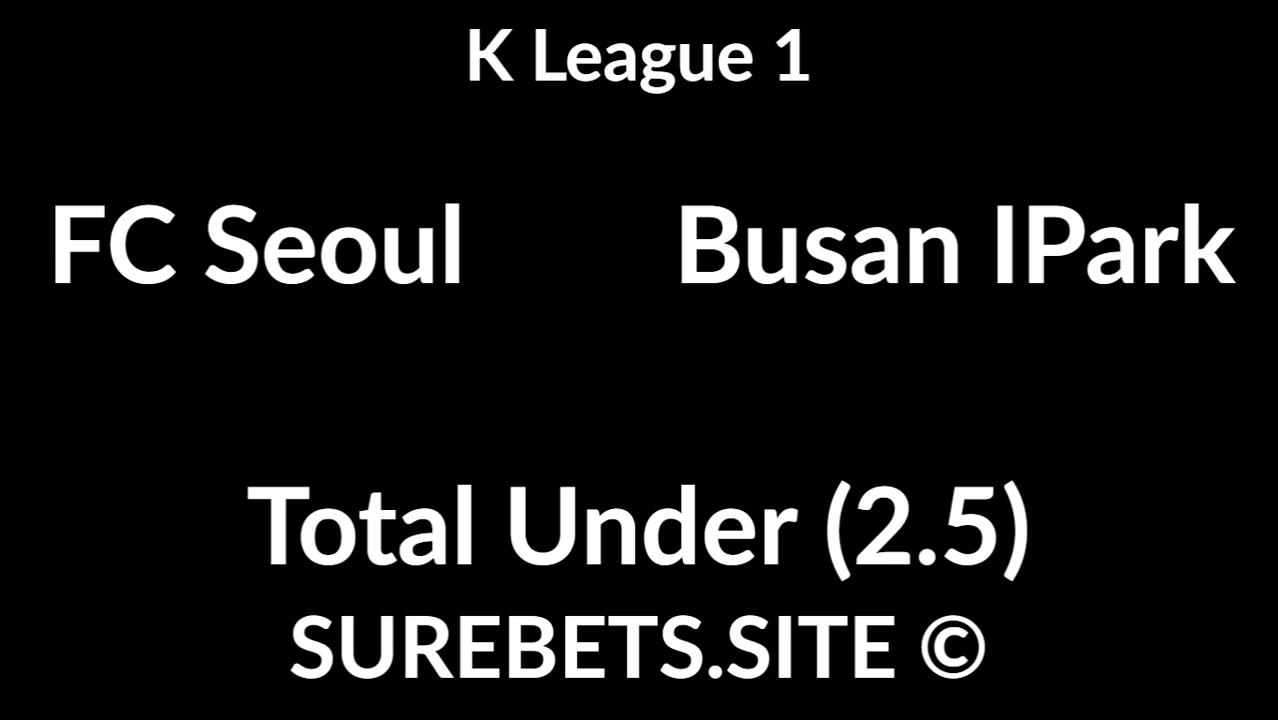 K League 1
FC Seoul Busan IPark
Total Under (2.5)
SUREBETS.SITE ©